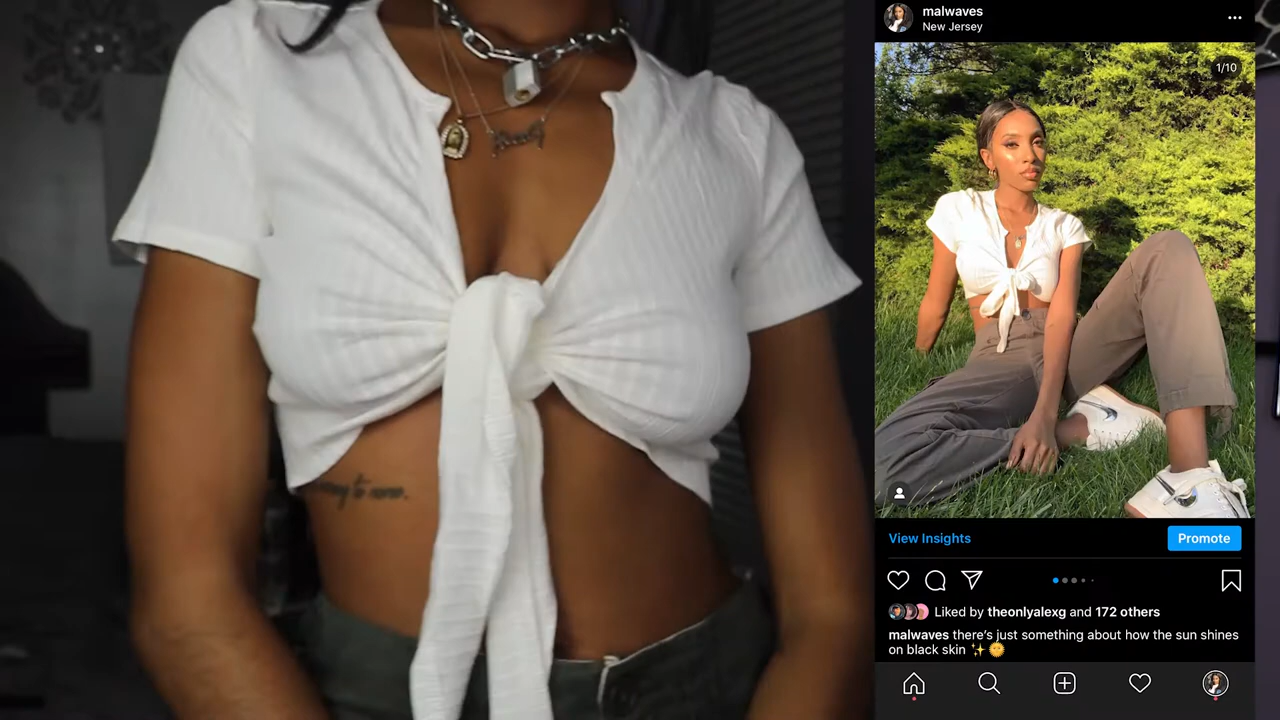 malwaves
New Jersey
1/10
View Insights
Promote
Liked by theonlyalexg and 172 others
malwaves there's just something about how the sun shines
on black skin ✨🌞